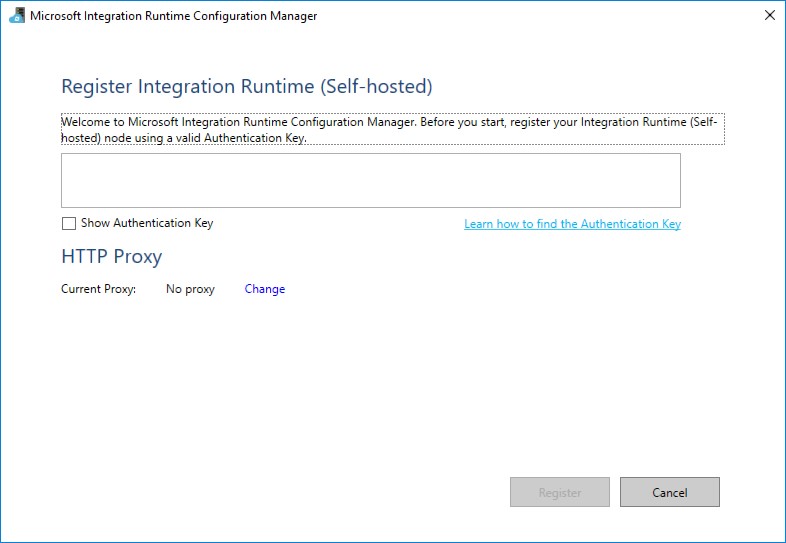 Microsoft Integration Runtime Configuration Manager
Register Integration Runtime (Self-hosted)
Welcome to Microsoft Integration Runtime Configuration Manager. Before you start, register your Integration Runtime (Self-
hosted) node using a valid Authentication Key.
Show Authentication Key
Learn how to find the Authentication Key
HTTP Proxy
Current Proxy: No proxy Change
Register Cancel